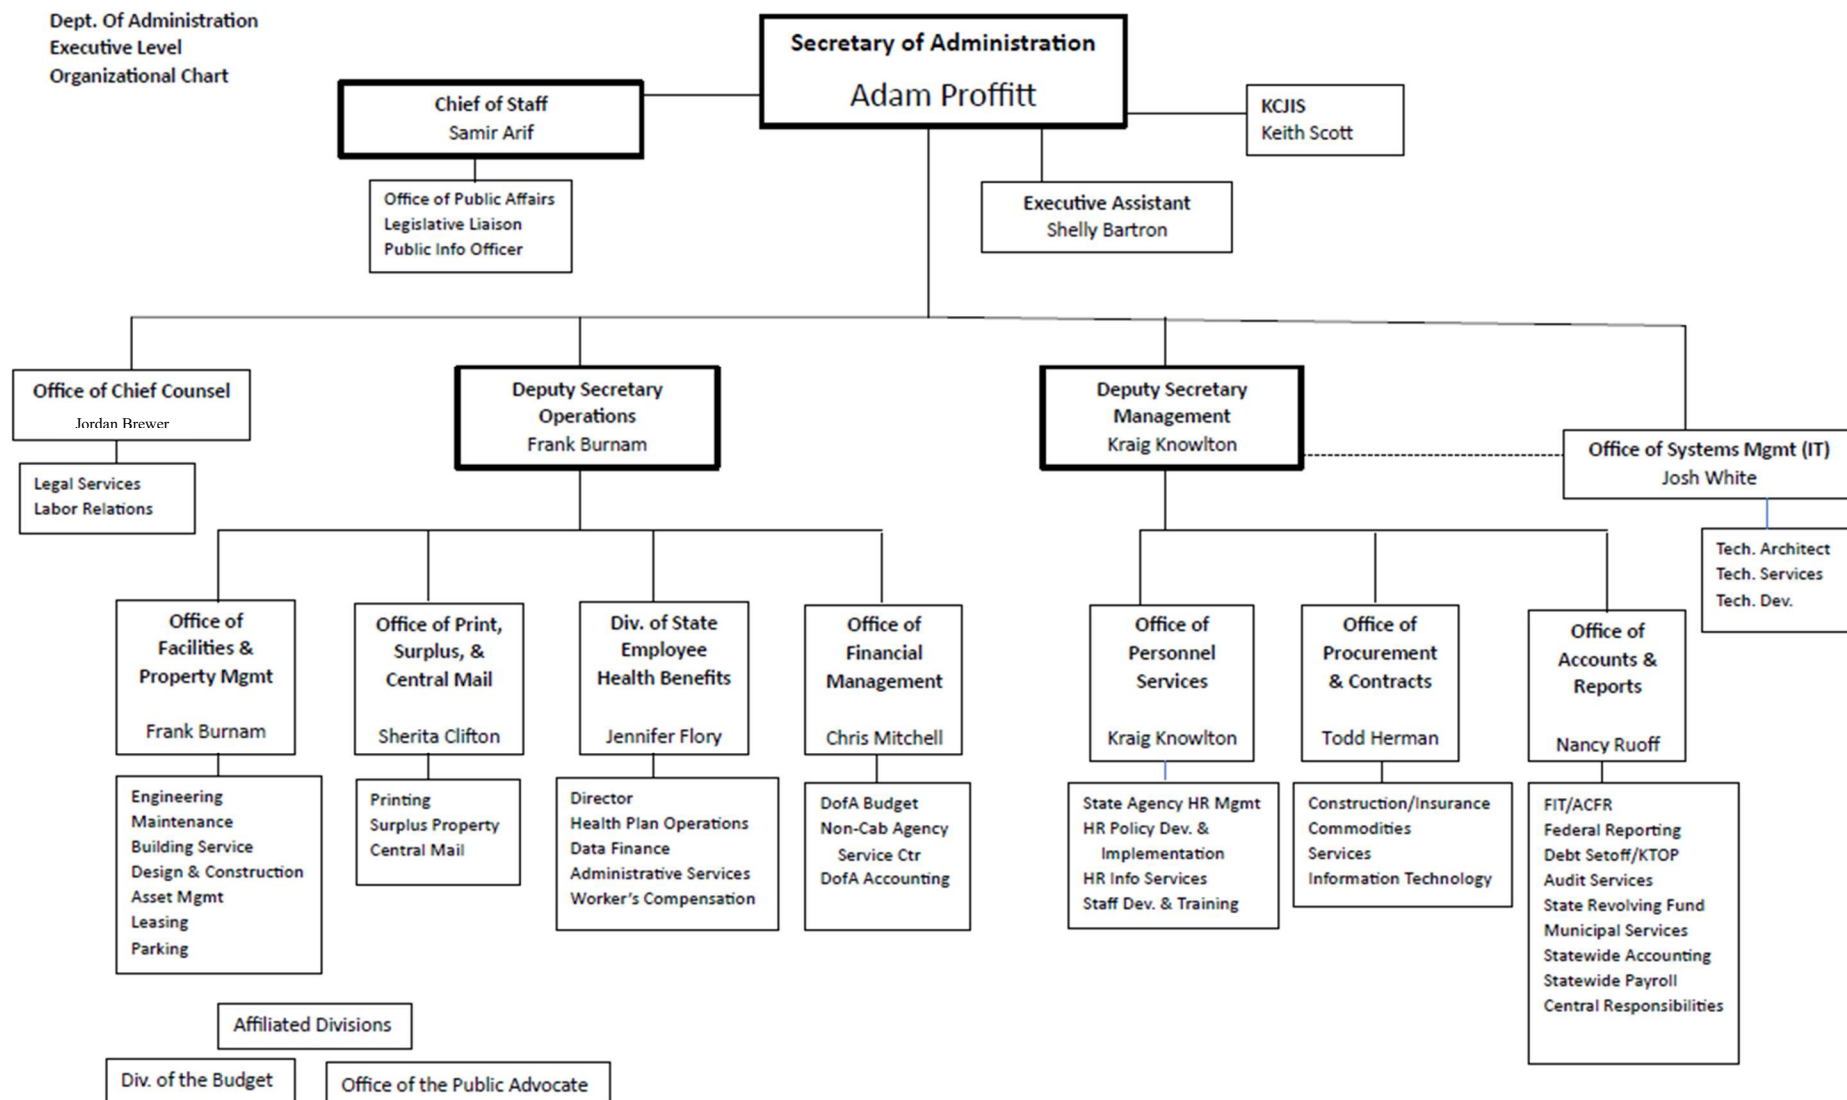 Dept. Of Administration
Executive Level
Organizational Chart
Secretary of Administration
Adam Proffitt
Chief of Staff
Samir Arif
KCJIS
Keith Scott
Office of Public Affairs
Legislative Liaison
Public Info Officer
Executive Assistant
Shelly Bartron
Office of Chief Counsel
Jordan Brewer
Legal Services
Labor Relations
Deputy Secretary
Operations
Frank Burnam
Deputy Secretary
Management
Kraig Knowlton
Office of Systems Mgmt (IT)
Josh White
Tech. Architect
Tech. Services
Tech. Dev.
Office of
Facilities &
Property Mgmt
Frank Burnam
Engineering
Maintenance
Building Service
Design & Construction
Asset Mgmt
Leasing
Parking
Office of Print,
Surplus, &
Central Mail
Sherita Clifton
Printing
Surplus Property
Central Mail
Div. of State
Employee
Health Benefits
Jennifer Flory
Director
Health Plan Operations
Data Finance
Administrative Services
Worker's Compensation
Office of
Financial
Management
Chris Mitchell
DofA Budget
Non-Cab Agency
Service Ctr
DofA Accounting
Office of
Personnel
Services
Kraig Knowlton
State Agency HR Mgmt
HR Policy Dev. &
Implementation
HR Info Services
Staff Dev. & Training
Office of
Procurement
& Contracts
Todd Herman
Construction/Insurance
Commodities
Services
Information Technology
Office of
Accounts &
Reports
Nancy Ruoff
FIT/ACFR
Federal Reporting
Debt Setoff/KTOP
Audit Services
State Revolving Fund
Municipal Services
Statewide Accounting
Statewide Payroll
Central Responsibilities
Affiliated Divisions
Div. of the Budget
Office of the Public Advocate